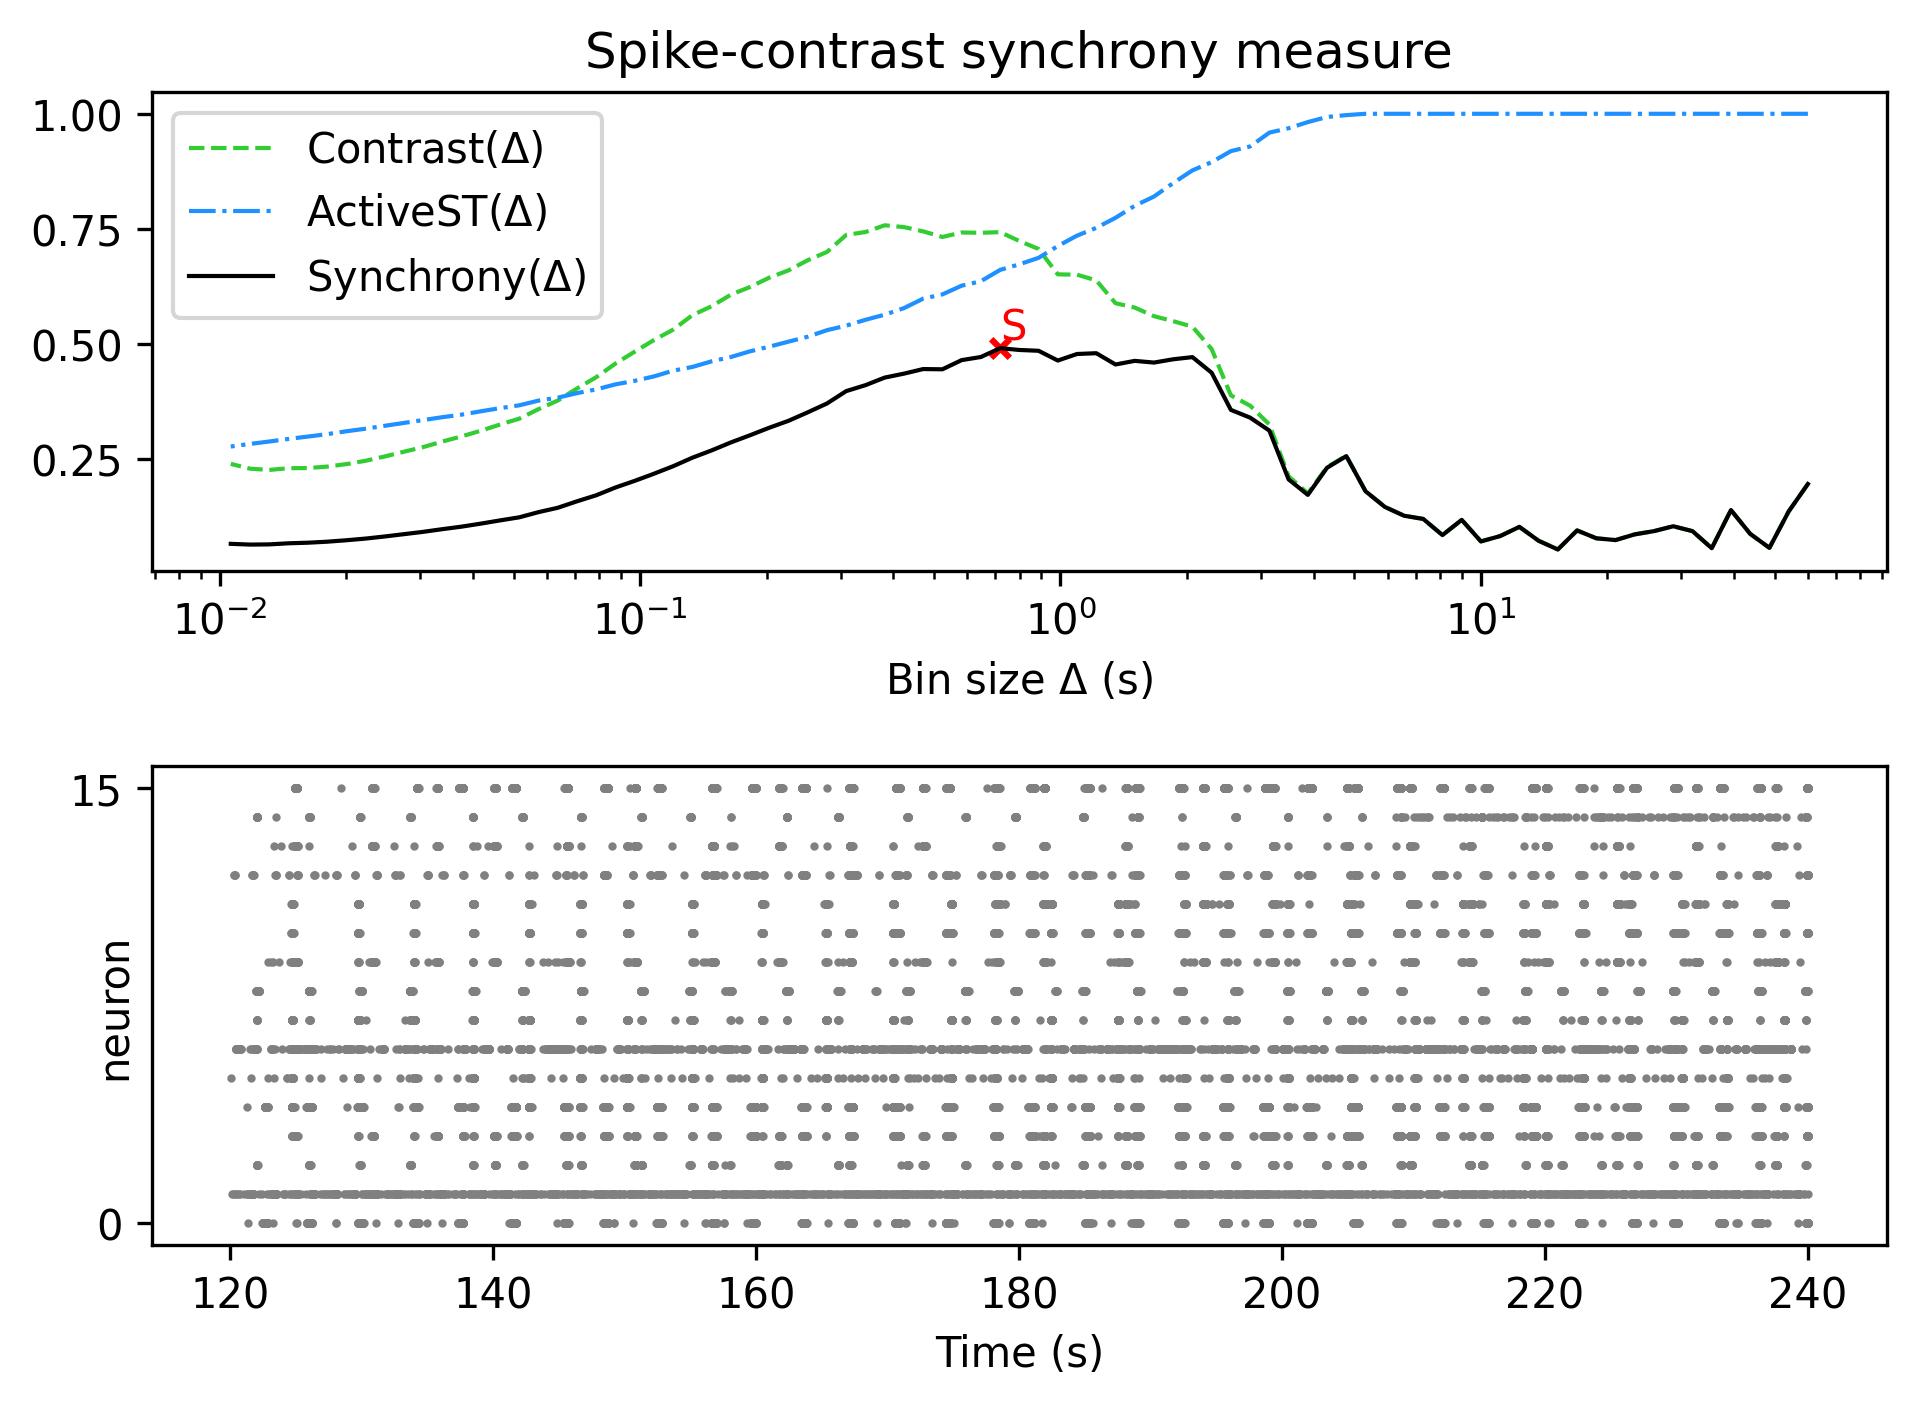 Spike-contrast synchrony measure
1.00
0.75
0.50
0.25
Contrast(Δ)
ActiveST(Δ)
Synchrony(Δ)
S
10⁻² 10⁻¹ 10⁰ 10¹
Bin size Δ (s)
15
0
neuron
120 140 160 180 200 220 240
Time (s)